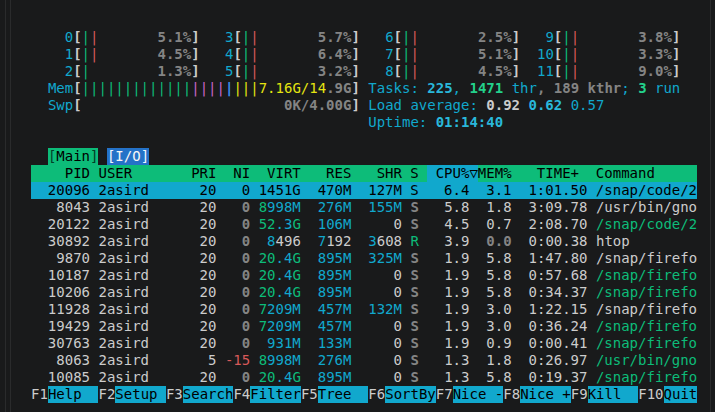 0[|| 5.1%] 3[|| 5.7%] 6[|| 2.5%] 9[|| 3.8%]
1[|| 4.5%] 4[|| 6.4%] 7[|| 5.1%] 10[|| 3.3%]
2[| 1.3%] 5[|| 3.2%] 8[|| 4.5%] 11[|| 9.0%]
Mem[|||||||||||||||||||||7.16G/14.9G] Tasks: 225, 1471 thr, 189 kthr; 3 run
Swp[ 0K/4.00G] Load average: 0.92 0.62 0.57
Uptime: 01:14:40
[Main] [I/O]
PID USER PRI NI VIRT RES SHR S CPU%▽MEM% TIME+ Command
20096 2asird 20 0 1451G 470M 127M S 6.4 3.1 1:01.50 /snap/code/2
8043 2asird 20 0 8998M 276M 155M S 5.8 1.8 3:09.78 /usr/bin/gno
20122 2asird 20 0 52.3G 106M 0 S 4.5 0.7 2:08.70 /snap/code/2
30892 2asird 20 0 8496 7192 3608 R 3.9 0.0 0:00.38 htop
9870 2asird 20 0 20.4G 895M 325M S 1.9 5.8 1:47.80 /snap/firefo
10187 2asird 20 0 20.4G 895M 0 S 1.9 5.8 0:57.68 /snap/firefo
10206 2asird 20 0 20.4G 895M 0 S 1.9 5.8 0:34.37 /snap/firefo
11928 2asird 20 0 7209M 457M 132M S 1.9 3.0 1:22.15 /snap/firefo
19429 2asird 20 0 7209M 457M 0 S 1.9 3.0 0:36.24 /snap/firefo
30763 2asird 20 0 931M 133M 0 S 1.9 0.9 0:00.41 /snap/firefo
8063 2asird 5 -15 8998M 276M 0 S 1.3 1.8 0:26.97 /usr/bin/gno
10085 2asird 20 0 20.4G 895M 0 S 1.3 5.8 0:19.37 /snap/firefo
F1Help F2Setup F3SearchF4FilterF5Tree F6SortByF7Nice -F8Nice +F9Kill F10Quit